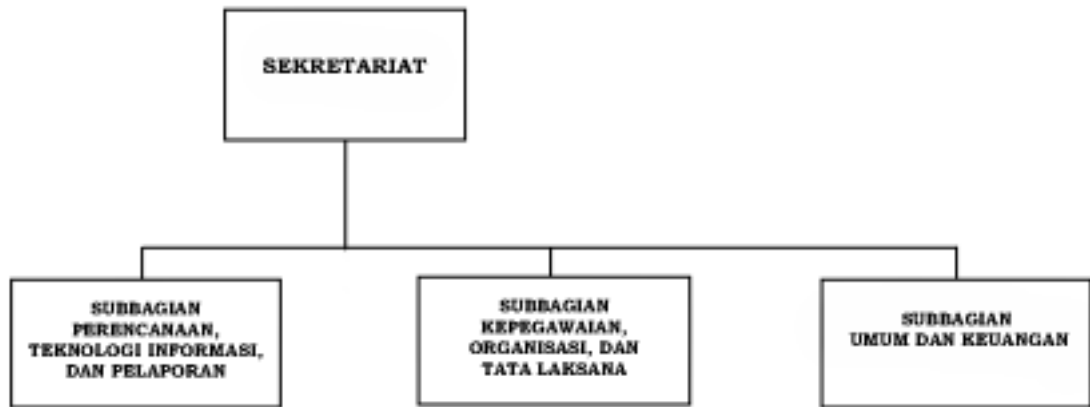 SEKRETARIAT
SUBBAGIAN
PERENCANAAN,
TEKNOLOGI INFORMASI,
DAN PELAPORAN
SUBBAGIAN
KEPEGAWAIAN,
ORGANISASI, DAN
TATA LAKSANA
SUBBAGIAN
UMUM DAN KEUANGAN